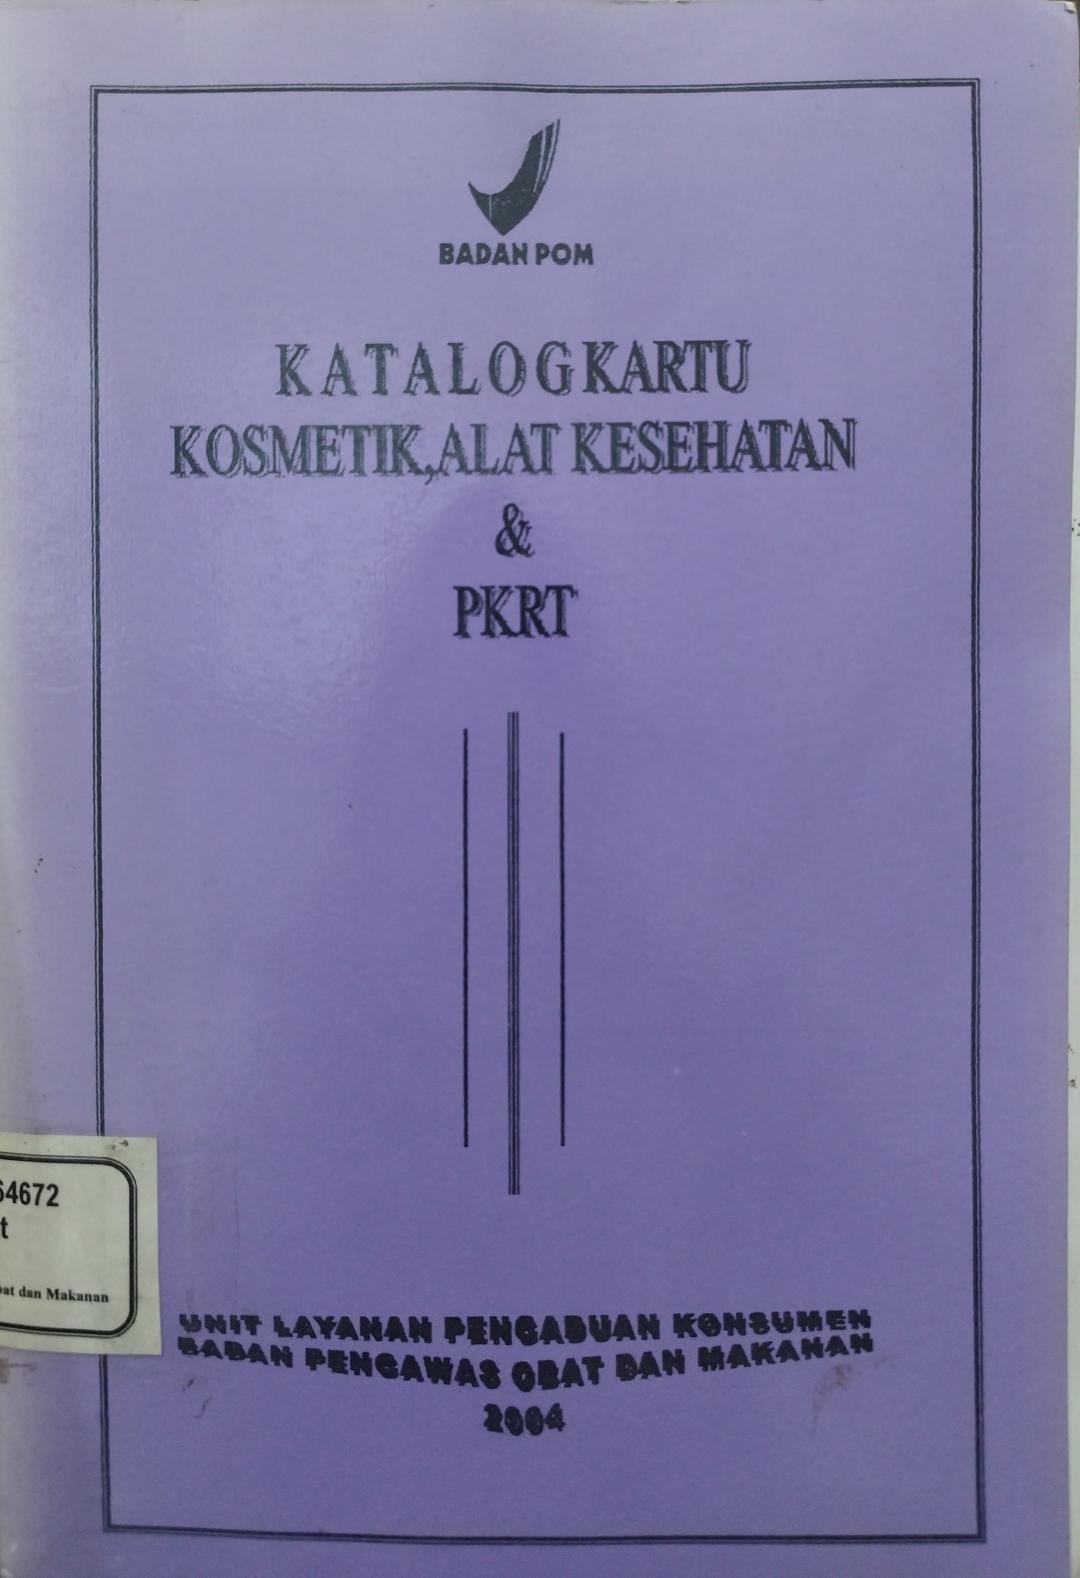 BADAN POM
KATALOG KARTU
KOSMETIK,ALAT KESEHATAN
&
PKRT
64672
t
at dan Makanan
UNIT LAYANAN PENGADUAN KONSUMEN
BADAN PENGAWAS OBAT DAN MAKANAN
2004